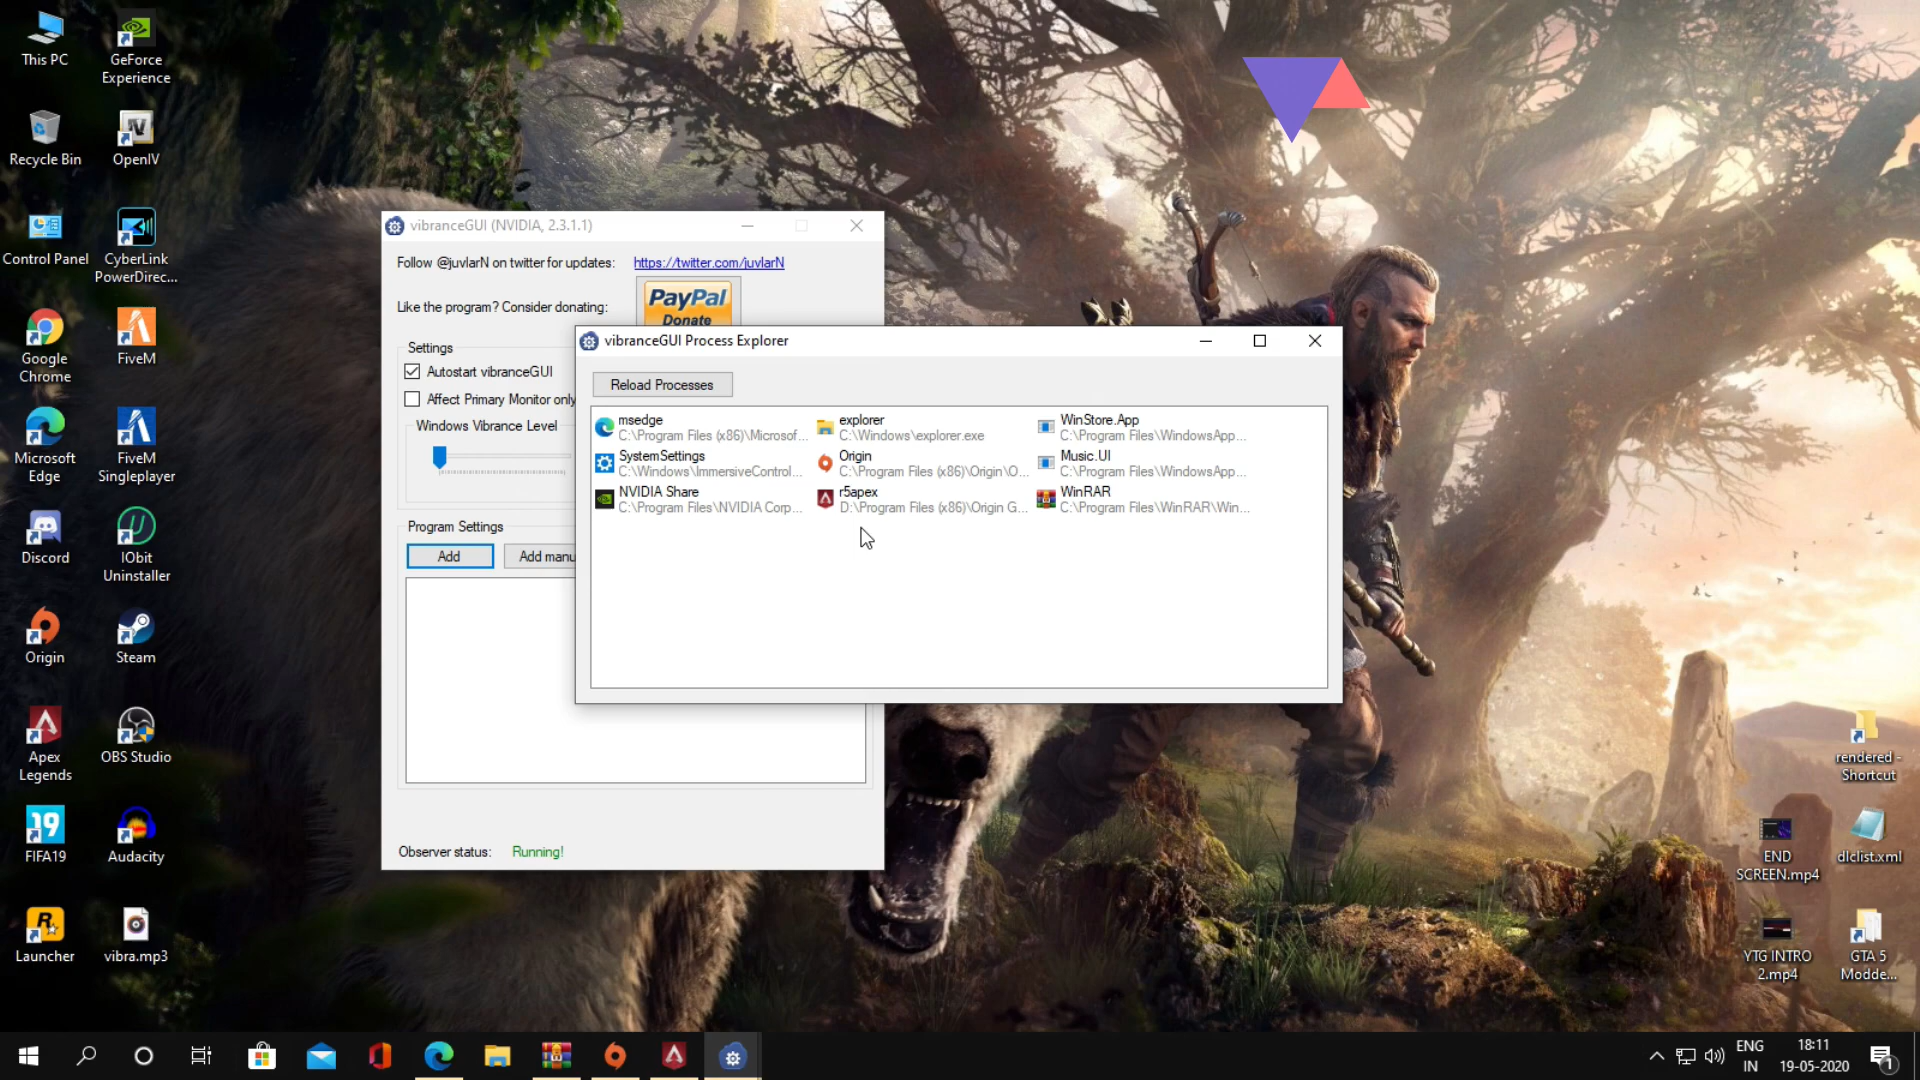 This PC
GeForce
Experience
Recycle Bin
OpenIV
Control Panel
CyberLink
PowerDirec...
Google
Chrome
FiveM
Microsoft
Edge
FiveM
Singleplayer
Discord
IObit
Uninstaller
Origin
Steam
Apex
Legends
OBS Studio
19
FIFA19
Audacity
Launcher
vibra.mp3
vibranceGUI (NVIDIA, 2.3.1.1)
Follow @juvlarN on twitter for updates:
https://twitter.com/juvlarN
Like the program? Consider donating:
PayPal
Donate
Settings
Autostart vibranceGUI
Affect Primary Monitor only
Windows Vibrance Level
Program Settings
Add
Add manu
Observer status:
Running!
vibranceGUI Process Explorer
Reload Processes
msedge
C:\Program Files (x86)\Microsof...
explorer
C:\Windows\explorer.exe
WinStore.App
C:\Program Files\WindowsApp...
SystemSettings
C:\Windows\ImmersiveControl...
Origin
C:\Program Files (x86)\Origin\O...
Music.UI
C:\Program Files\WindowsApp...
NVIDIA Share
C:\Program Files\NVIDIA Corp...
r5apex
D:\Program Files (x86)\Origin G...
WinRAR
C:\Program Files\WinRAR\Win...
rendered -
Shortcut
END
SCREEN.mp4
dlclist.xml
YTG INTRO
2.mp4
GTA 5
Modde...
ENG
IN
18:11
19-05-2020
1